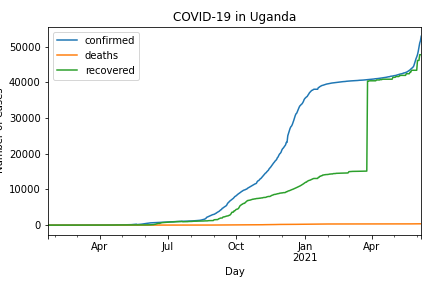 COVID-19 in Uganda
confirmed
deaths
recovered
50000
40000
30000
20000
10000
0
Apr
Jul
Oct
Jan
2021
Apr
Day